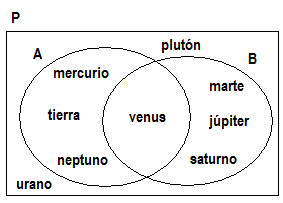 P
plutón
A
B
mercurio
marte
tierra
venus
júpiter
neptuno
saturno
urano